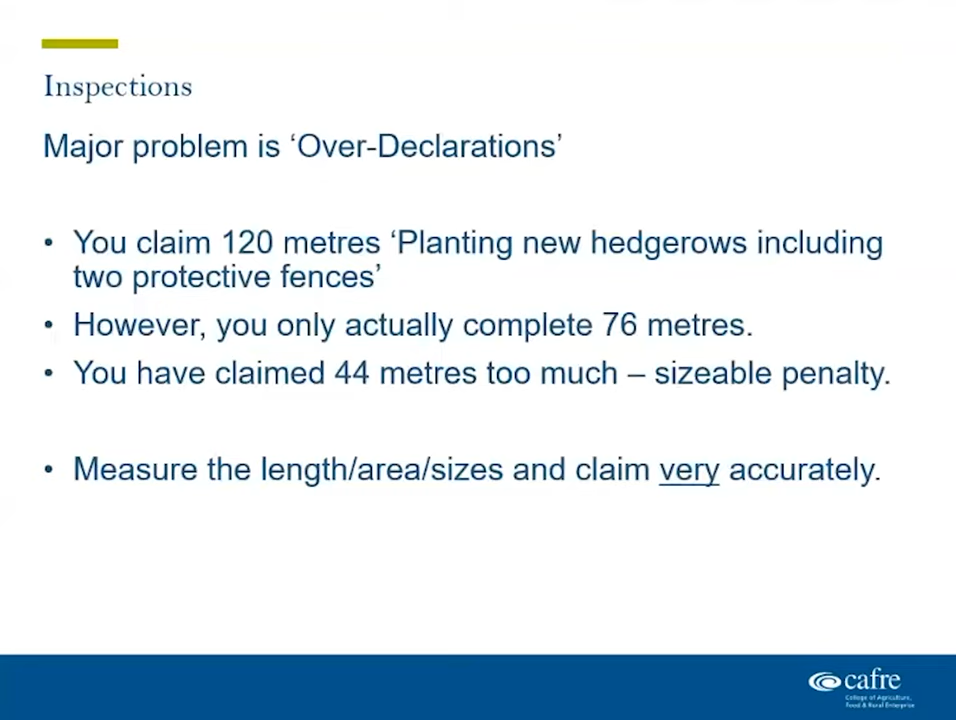 Inspections
Major problem is ‘Over-Declarations’
• You claim 120 metres ‘Planting new hedgerows including
two protective fences’
• However, you only actually complete 76 metres.
• You have claimed 44 metres too much – sizeable penalty.
• Measure the length/area/sizes and claim very accurately.
cafre
College of Agriculture,
Food & Rural Enterprise